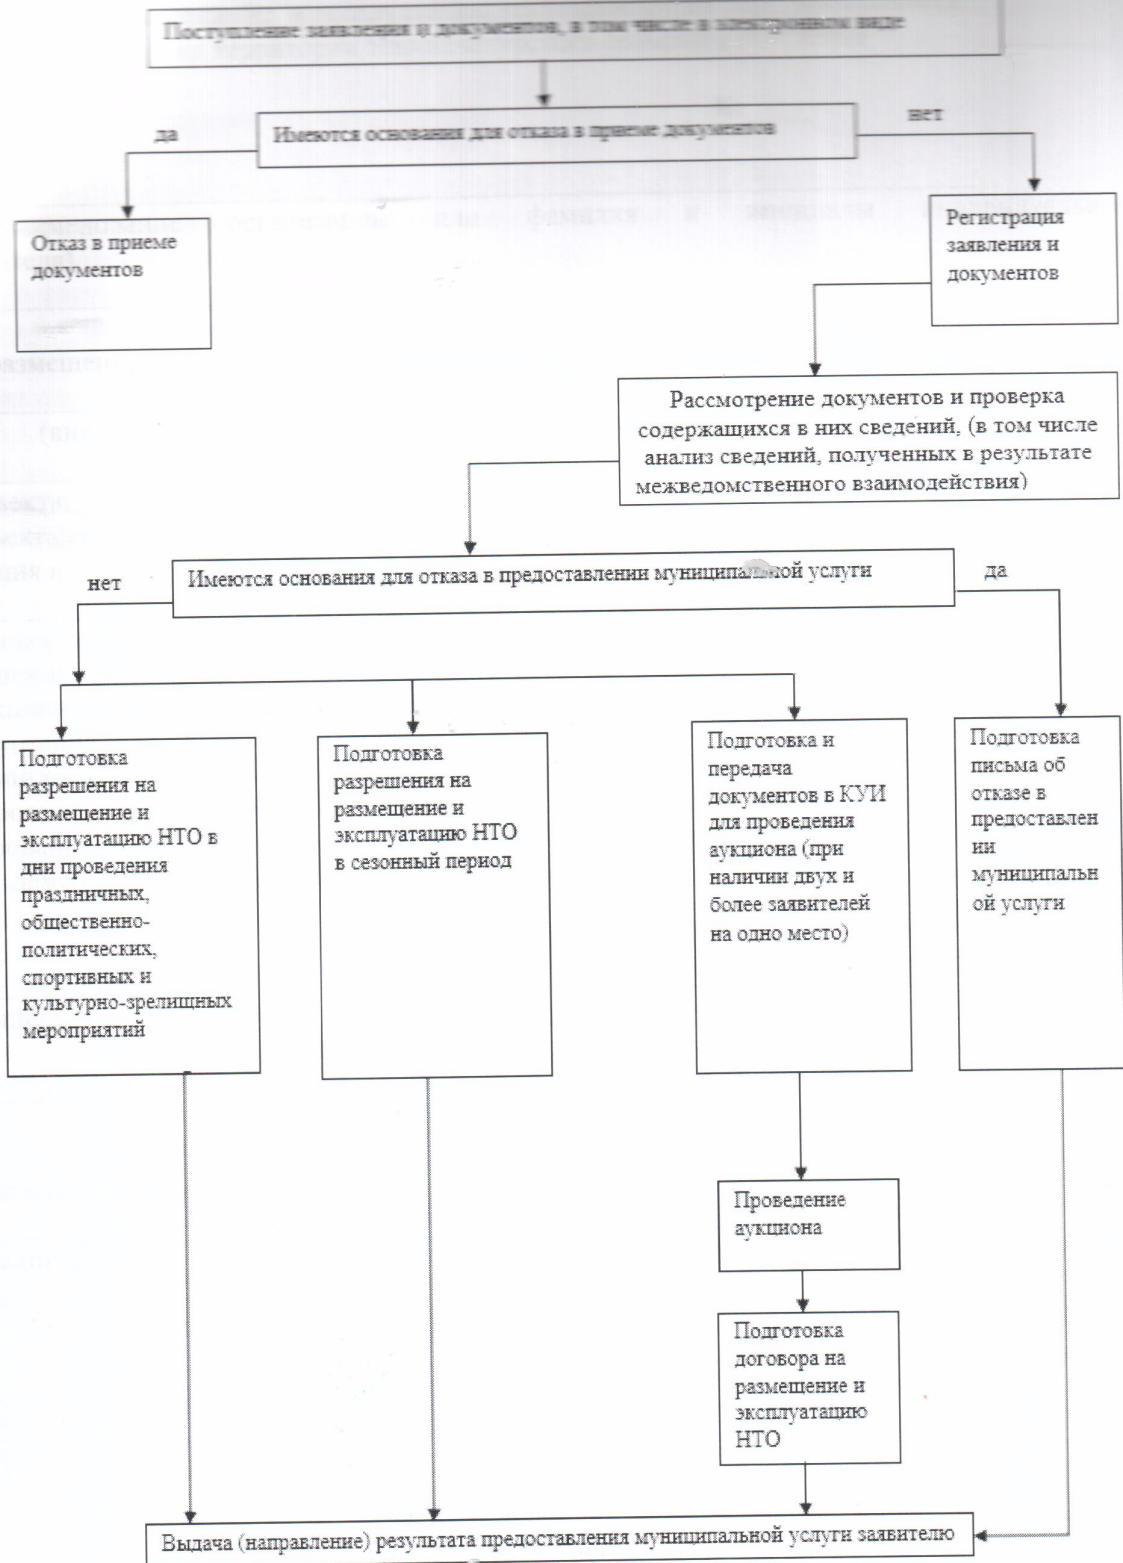 Поступление заявления и документов, в том числе в электронном виде
да
Имеются основания для отказа в приеме документов
нет
Отказ в приеме
документов
Регистрация
заявления и
документов
Рассмотрение документов и проверка
содержащихся в них сведений, (в том числе
анализ сведений, полученных в результате
межведомственного взаимодействия)
нет
Имеются основания для отказа в предоставлении муниципальной услуги
да
Подготовка
разрешения на
размещение и
эксплуатацию НТО в
дни проведения
праздничных,
общественно-
политических,
спортивных и
культурно-зрелищных
мероприятий
Подготовка
разрешения на
размещение и
эксплуатацию НТО
в сезонный период
Подготовка и
передача
документов в КУИ
для проведения
аукциона (при
наличии двух и
более заявителей
на одно место)
Подготовка
письма об
отказе в
предоставлен
ии
муниципальн
ой услуги
Проведение
аукциона
Подготовка
договора на
размещение и
эксплуатацию
НТО
Выдача (направление) результата предоставления муниципальной услуги заявителю